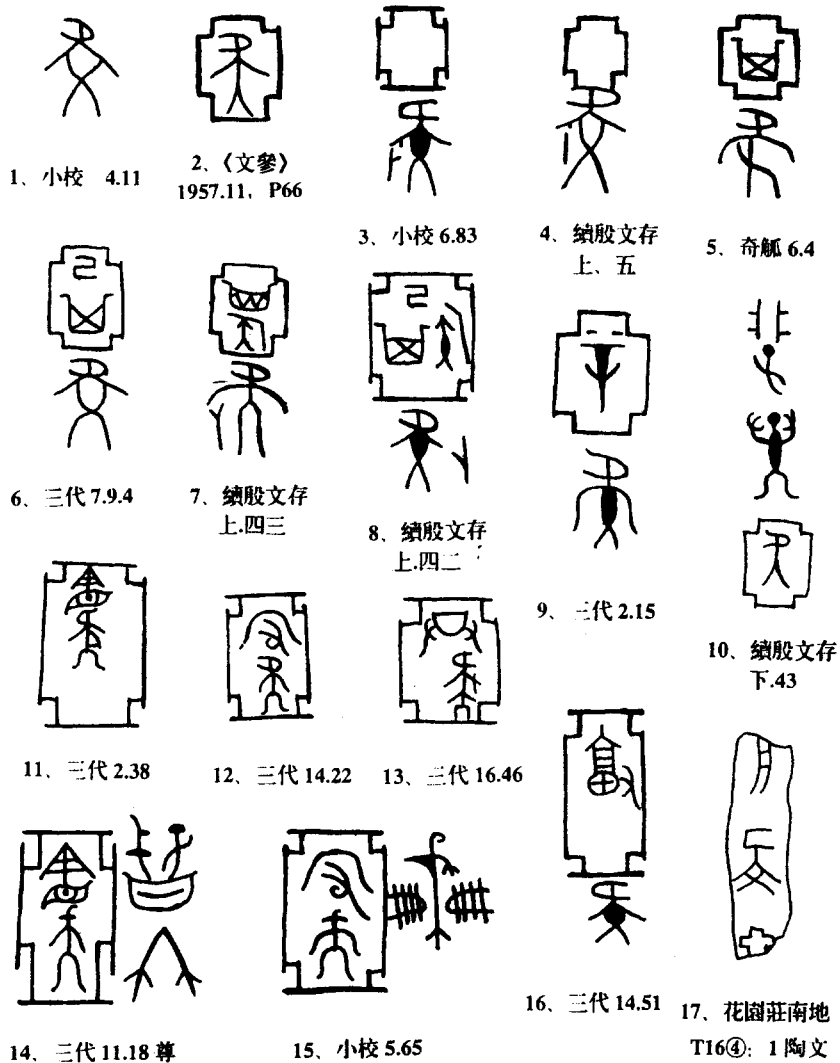 1、小校 4.11
2、《文參》
1957.11，P66
3、小校 6.83
4、續殷文存
上、五
5、奇觚 6.4
6、三代 7.9.4
7、續殷文存
上.四三
8、續殷文存
上.四二
9、三代 2.15
10、續殷文存
下.43
11、三代 2.38
12、三代 14.22
13、三代 16.46
14、三代 11.18 尊
15、小校 5.65
16、三代 14.51
17、花園莊南地
T16④：1 陶文